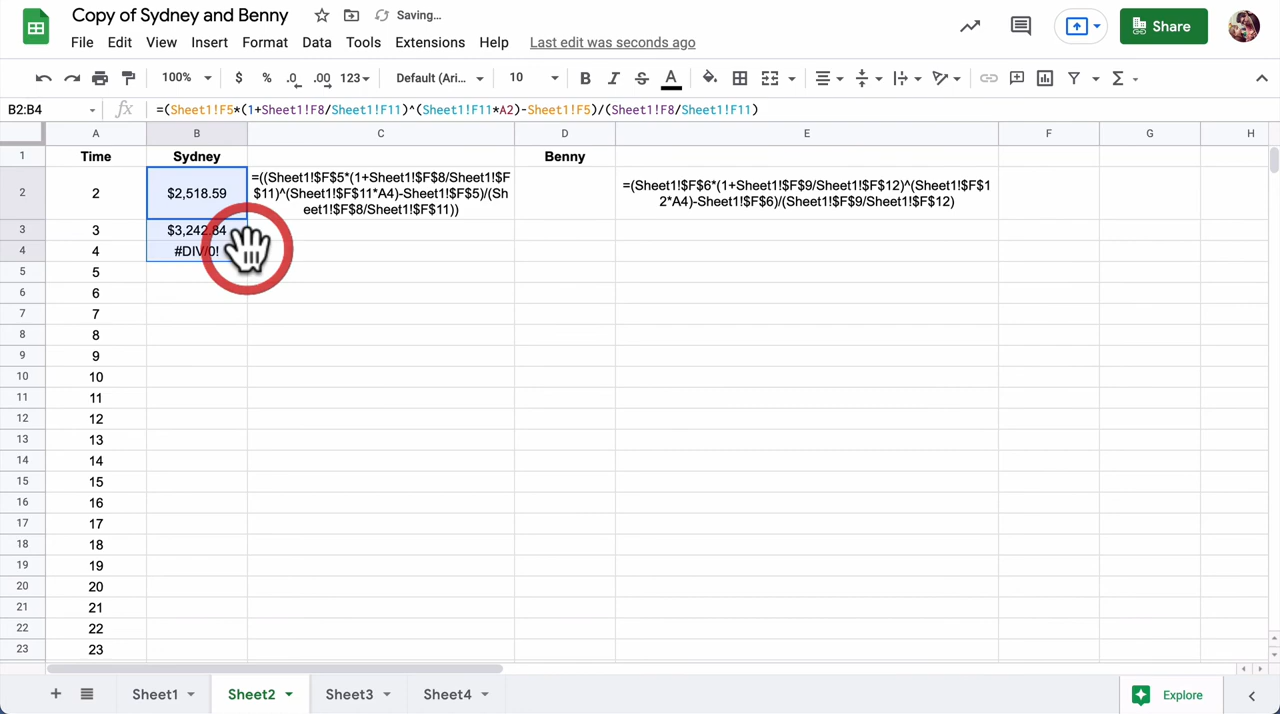 Copy of Sydney and Benny Saving...
File Edit View Insert Format Data Tools Extensions Help Last edit was seconds ago
Share
100% $ % .0 .00 123 Default (Ari... 10 B I S A Σ
B2:B4 fx =(Sheet1!F5*(1+Sheet1!F8/Sheet1!F11)^(Sheet1!F11*A2)-Sheet1!F5)/(Sheet1!F8/Sheet1!F11)
A B C D E F G H
1 Time Sydney Benny
2 2 $2,518.59
=((Sheet1!$F$5*(1+Sheet1!$F$8/Sheet1!$F
$11)^(Sheet1!$F$11*A4)-Sheet1!$F$5)/(Sh
eet1!$F$8/Sheet1!$F$11))
=(Sheet1!$F$6*(1+Sheet1!$F$9/Sheet1!$F$12)^(Sheet1!$F$1
2*A4)-Sheet1!$F$6)/(Sheet1!$F$9/Sheet1!$F$12)
3 3 $3,242.84
4 4 #DIV/0!
5 5
6 6
7 7
8 8
9 9
10 10
11 11
12 12
13 13
14 14
15 15
16 16
17 17
18 18
19 19
20 20
21 21
22 22
23 23
+ Sheet1 Sheet2 Sheet3 Sheet4 Explore